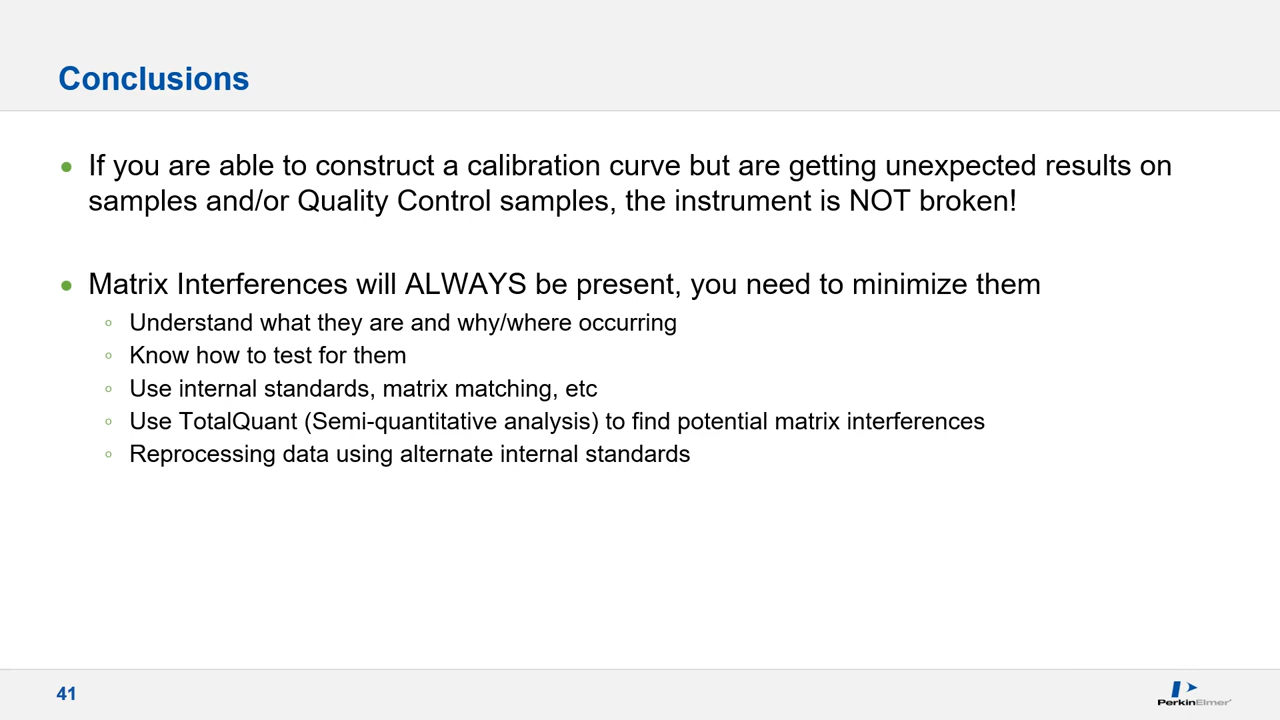 Conclusions
• If you are able to construct a calibration curve but are getting unexpected results on
samples and/or Quality Control samples, the instrument is NOT broken!
• Matrix Interferences will ALWAYS be present, you need to minimize them
◦ Understand what they are and why/where occurring
◦ Know how to test for them
◦ Use internal standards, matrix matching, etc
◦ Use TotalQuant (Semi-quantitative analysis) to find potential matrix interferences
◦ Reprocessing data using alternate internal standards
41
PerkinElmer